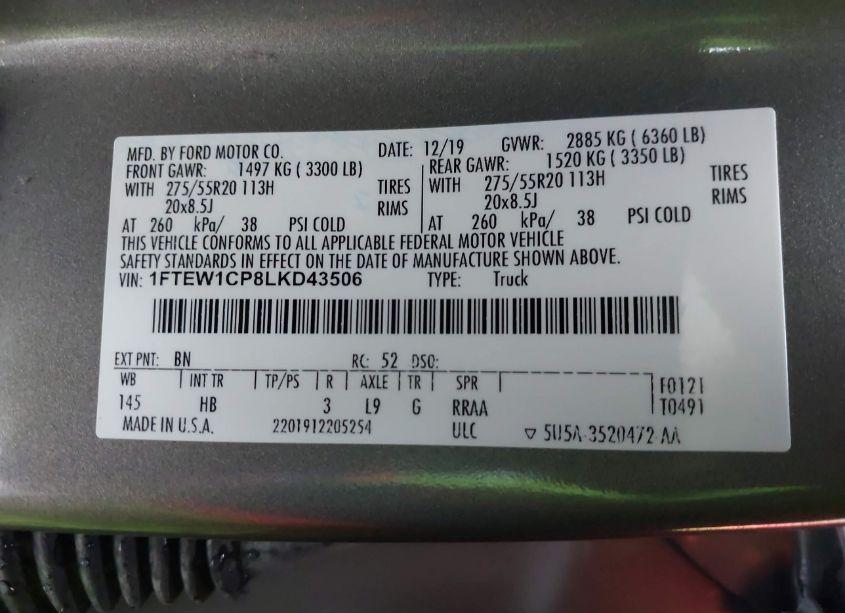 MFD. BY FORD MOTOR CO. DATE: 12/19 GVWR: 2885 KG ( 6360 LB)
FRONT GAWR: 1497 KG ( 3300 LB) REAR GAWR: 1520 KG ( 3350 LB)
WITH 275/55R20 113H TIRES WITH 275/55R20 113H TIRES
20x8.5J RIMS 20x8.5J RIMS
AT 260 kPa/ 38 PSI COLD AT 260 kPa/ 38 PSI COLD
THIS VEHICLE CONFORMS TO ALL APPLICABLE FEDERAL MOTOR VEHICLE
SAFETY STANDARDS IN EFFECT ON THE DATE OF MANUFACTURE SHOWN ABOVE.
VIN: 1FTEW1CP8LKD43506 TYPE: Truck
EXT PNT: BN RC: 52 DSO:
WB INT TR TP/PS R AXLE TR SPR F0121
145 HB 3 L9 G RRAA T0491
MADE IN U.S.A. 2201912205254 ULC ▽ 5U5A-3520472-AA